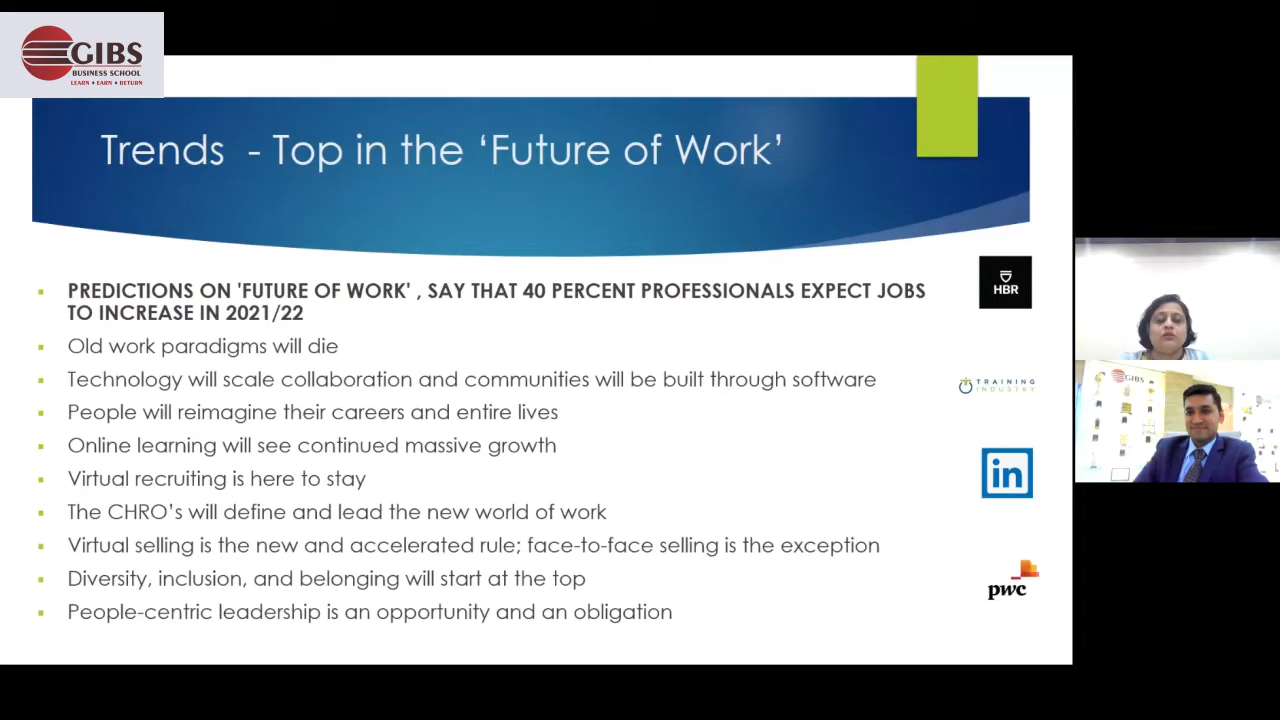 GIBS
BUSINESS SCHOOL
LEARN • EARN • RETURN
Trends - Top in the ‘Future of Work’
PREDICTIONS ON 'FUTURE OF WORK' , SAY THAT 40 PERCENT PROFESSIONALS EXPECT JOBS
TO INCREASE IN 2021/22
Old work paradigms will die
Technology will scale collaboration and communities will be built through software
People will reimagine their careers and entire lives
Online learning will see continued massive growth
Virtual recruiting is here to stay
The CHRO’s will define and lead the new world of work
Virtual selling is the new and accelerated rule; face-to-face selling is the exception
Diversity, inclusion, and belonging will start at the top
People-centric leadership is an opportunity and an obligation
HBR
TRAINING
INDUSTRY
in
pwc
GIBS